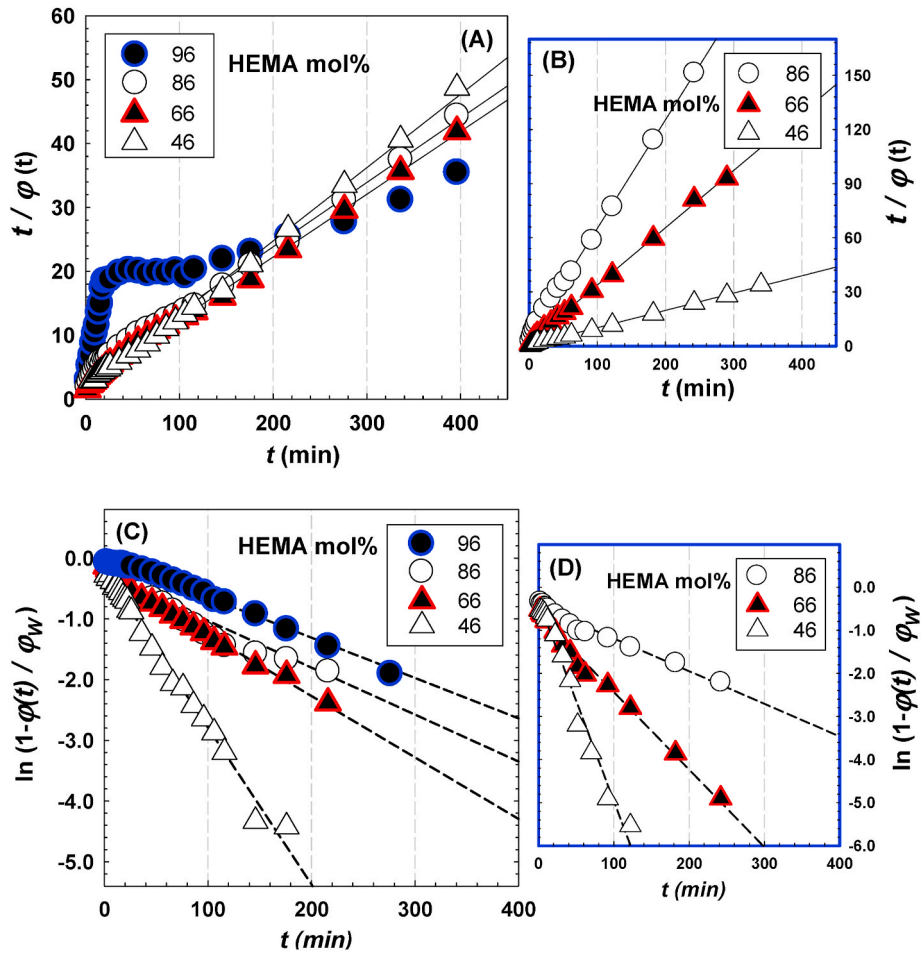 (A)
HEMA mol%
96
86
66
46
60
50
40
30
20
10
0
t / φ (t)
0 100 200 300 400
t (min)
(B)
HEMA mol%
86
66
46
150
120
90
60
30
0
t / φ (t)
0 100 200 300 400
t (min)
(C)
HEMA mol%
96
86
66
46
0.0
-1.0
-2.0
-3.0
-4.0
-5.0
ln (1-φ(t) / φW)
0 100 200 300 400
t (min)
(D)
HEMA mol%
86
66
46
0.0
-1.0
-2.0
-3.0
-4.0
-5.0
-6.0
ln (1-φ(t) / φW)
0 100 200 300 400
t (min)